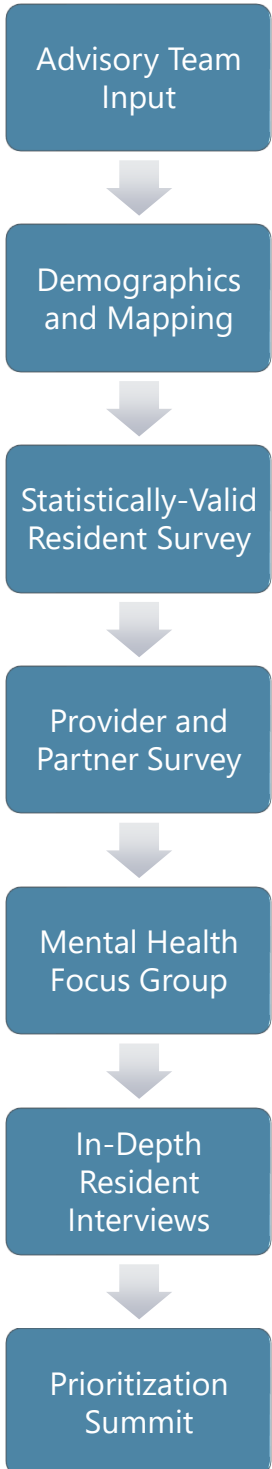 Advisory Team
Input
Demographics
and Mapping
Statistically-Valid
Resident Survey
Provider and
Partner Survey
Mental Health
Focus Group
In-Depth
Resident
Interviews
Prioritization
Summit